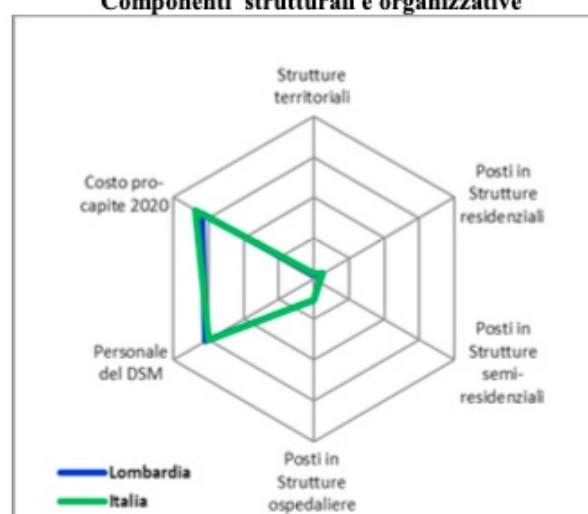 Componenti strutturali e organizzative
Strutture
territoriali
Posti in
Strutture
residenziali
Posti in
Strutture
semi-
residenziali
Posti in
Strutture
ospedaliere
Personale
del DSM
Costo pro-
capite 2020
Lombardia
Italia